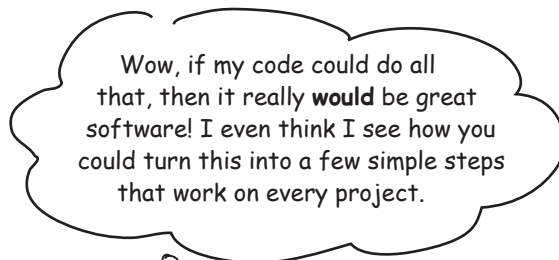 Wow, if my code could do all
that, then it really would be great
software! I even think I see how you
could turn this into a few simple steps
that work on every project.